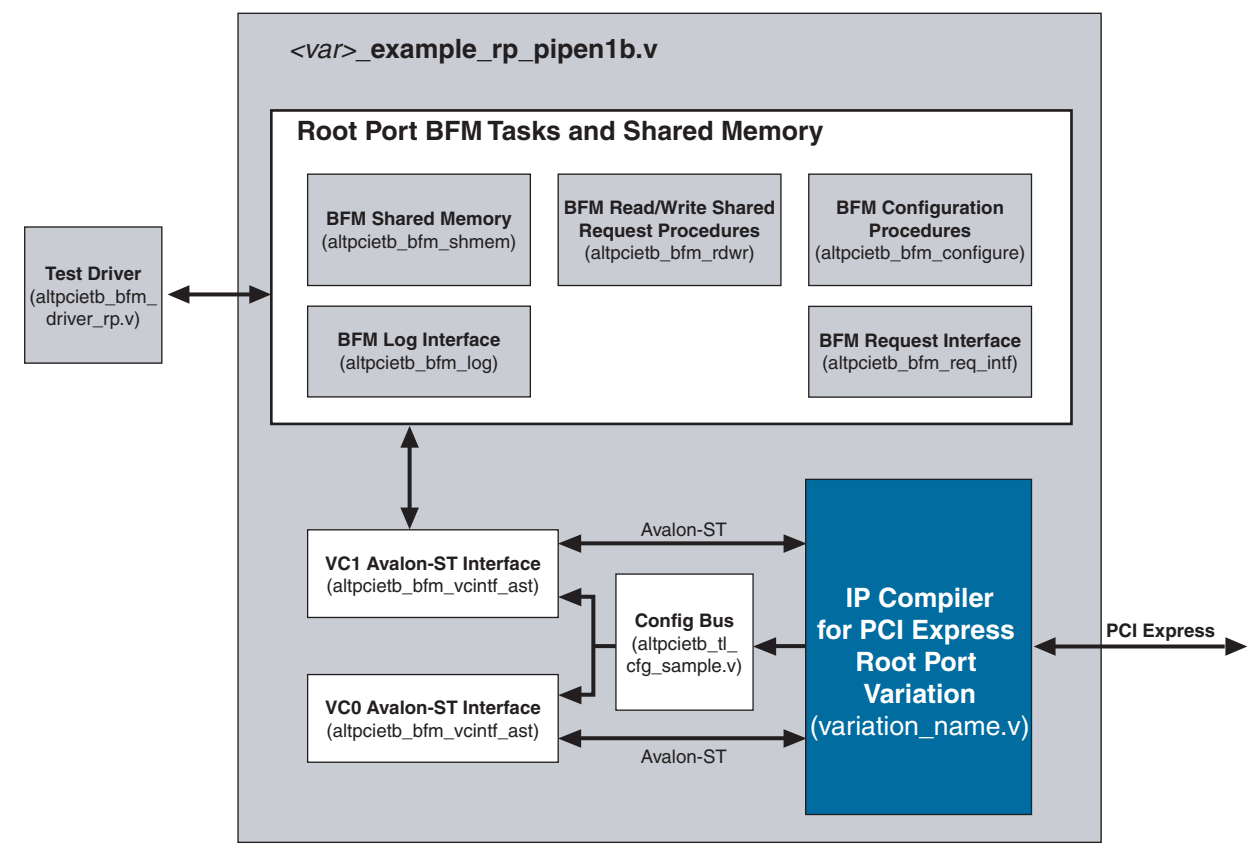 <var>_example_rp_pipen1b.v
Root Port BFM Tasks and Shared Memory
BFM Shared Memory
(altpcietb_bfm_shmem)
BFM Read/Write Shared
Request Procedures
(altpcietb_bfm_rdwr)
BFM Configuration
Procedures
(altpcietb_bfm_configure)
Test Driver
(altpcietb_bfm_
driver_rp.v)
BFM Log Interface
(altpcietb_bfm_log)
BFM Request Interface
(altpcietb_bfm_req_intf)
VC1 Avalon-ST Interface
(altpcietb_bfm_vcintf_ast)
Avalon-ST
Config Bus
(altpcietb_tl_
cfg_sample.v)
IP Compiler
for PCI Express
Root Port
Variation
(variation_name.v)
PCI Express
VC0 Avalon-ST Interface
(altpcietb_bfm_vcintf_ast)
Avalon-ST